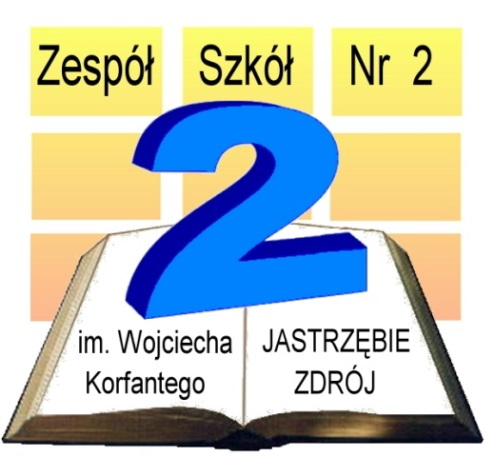 Zespół Szkół Nr 2
2
im. Wojciecha
Korfantego
JASTRZĘBIE
ZDRÓJ